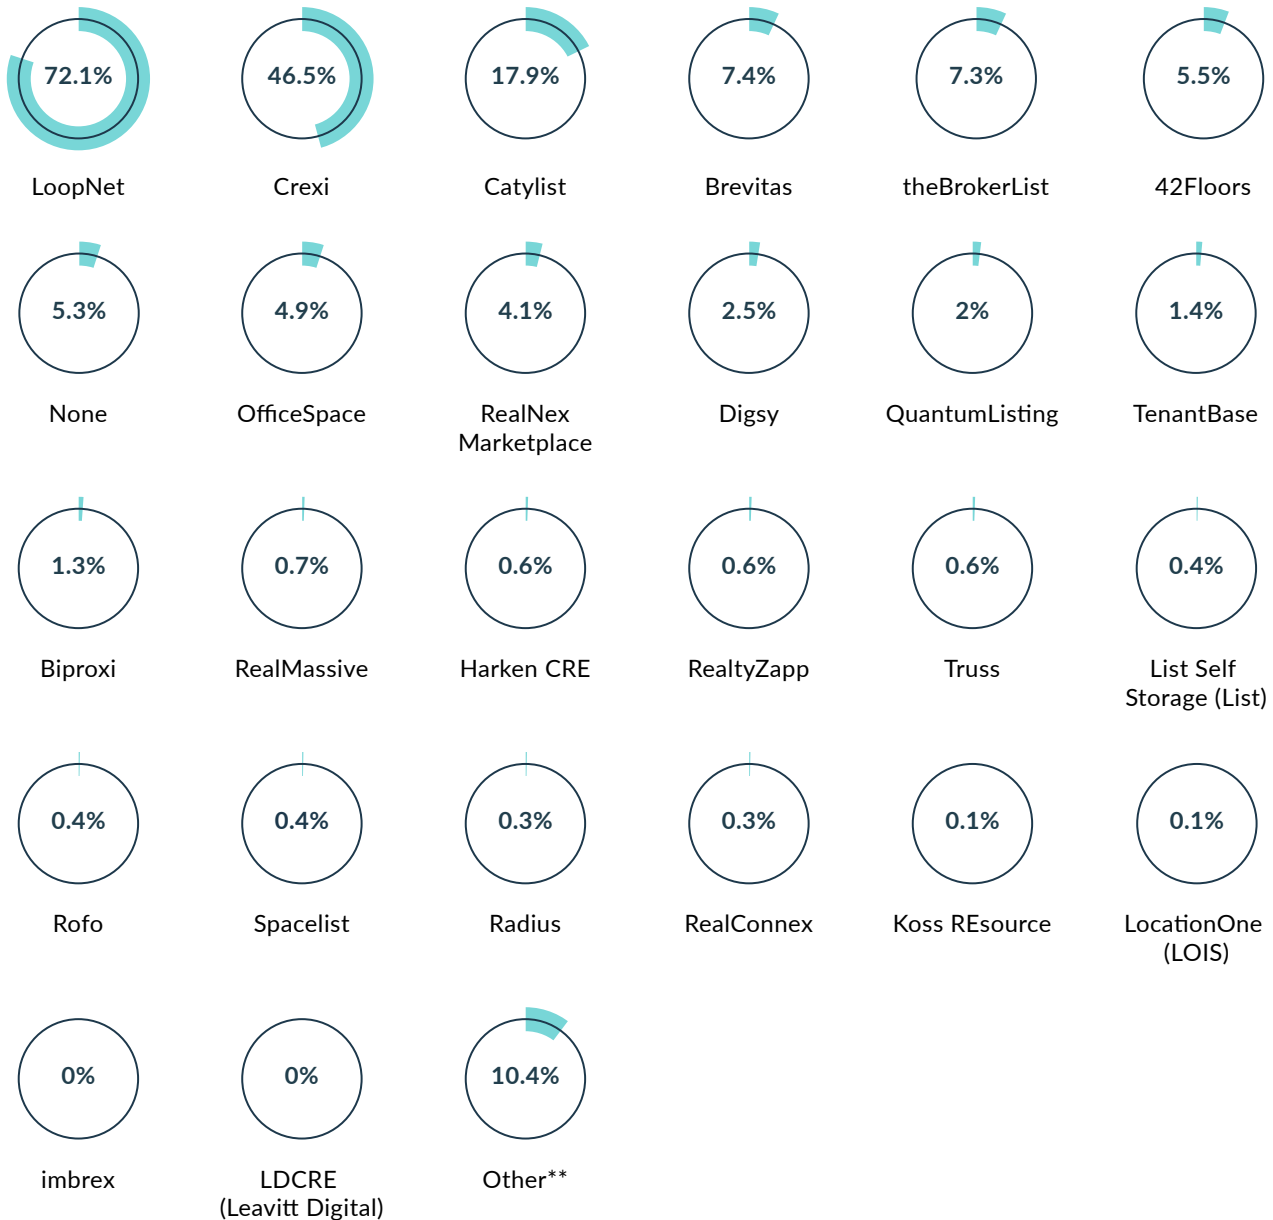 72.1%
46.5%
17.9%
7.4%
7.3%
5.5%
LoopNet
Crexi
Catylist
Brevitas
theBrokerList
42Floors
5.3%
4.9%
4.1%
2.5%
2%
1.4%
None
OfficeSpace
RealNex
Marketplace
Digsy
QuantumListing
TenantBase
1.3%
0.7%
0.6%
0.6%
0.6%
0.4%
Biproxi
RealMassive
Harken CRE
RealtyZapp
Truss
List Self
Storage (List)
0.4%
0.4%
0.3%
0.3%
0.1%
0.1%
Rofo
Spacelist
Radius
RealConnex
Koss REsource
LocationOne
(LOIS)
0%
0%
10.4%
imbrex
LDCRE
(Leavitt Digital)
Other**